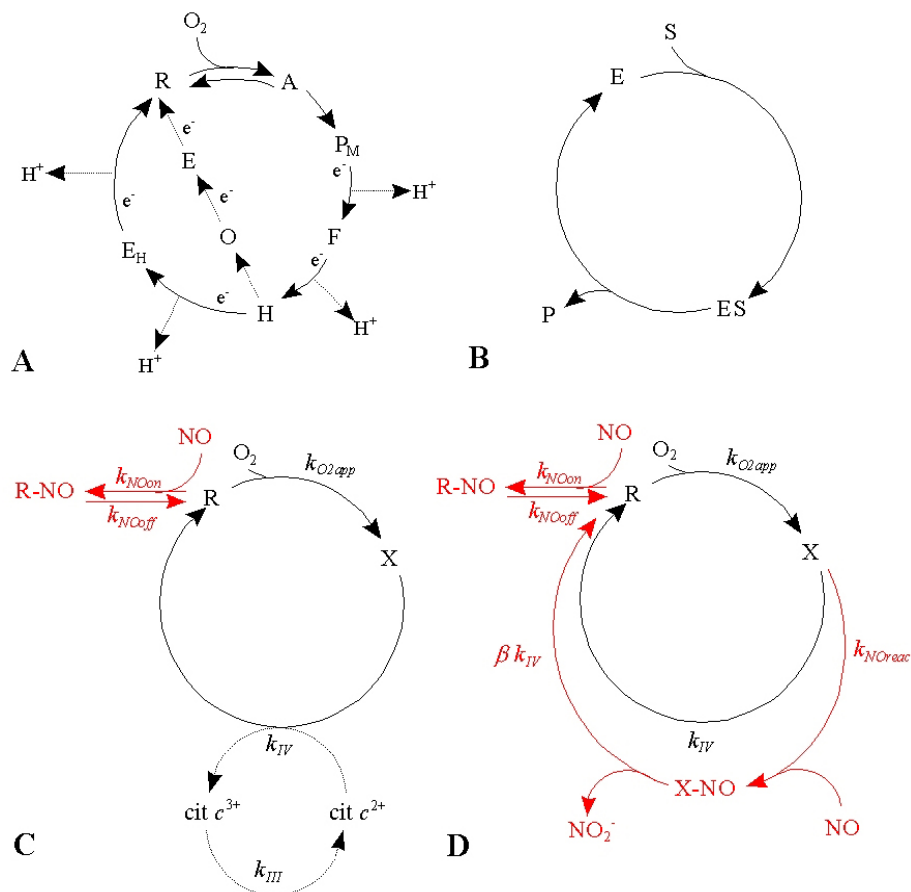 O2
R
A
e-
PM
e-
H+
E
H+
e-
e-
O
F
EH
e-
e-
H
H+
H+
A
S
E
P
ES
B
NO
O2
kO2app
kNOon
R-NO
R
kNOoff
X
kIV
cit c3+
cit c2+
kIII
C
NO
O2
kO2app
kNOon
R-NO
R
kNOoff
X
β kIV
kNOreac
kIV
X-NO
NO2-
NO
D